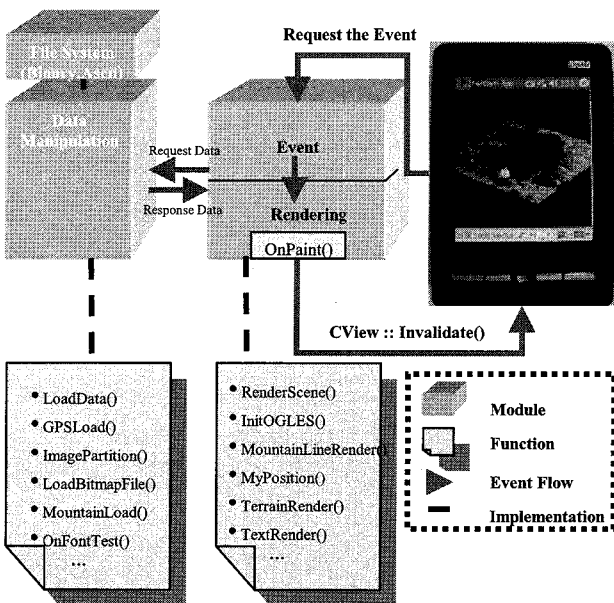 File System
(Binary, Ascii)
Data
Manipulation
Request Data
Response Data
Request the Event
Event
Rendering
OnPaint()
CView :: Invalidate()
• LoadData()
• GPSLoad()
• ImagePartition()
• LoadBitmapFile()
• MountainLoad()
• OnFontTest()
...
• RenderScene()
• InitOGLES()
• MountainLineRender()
• MyPosition()
• TerrainRender()
• TextRender()
...
Module
Function
Event Flow
Implementation